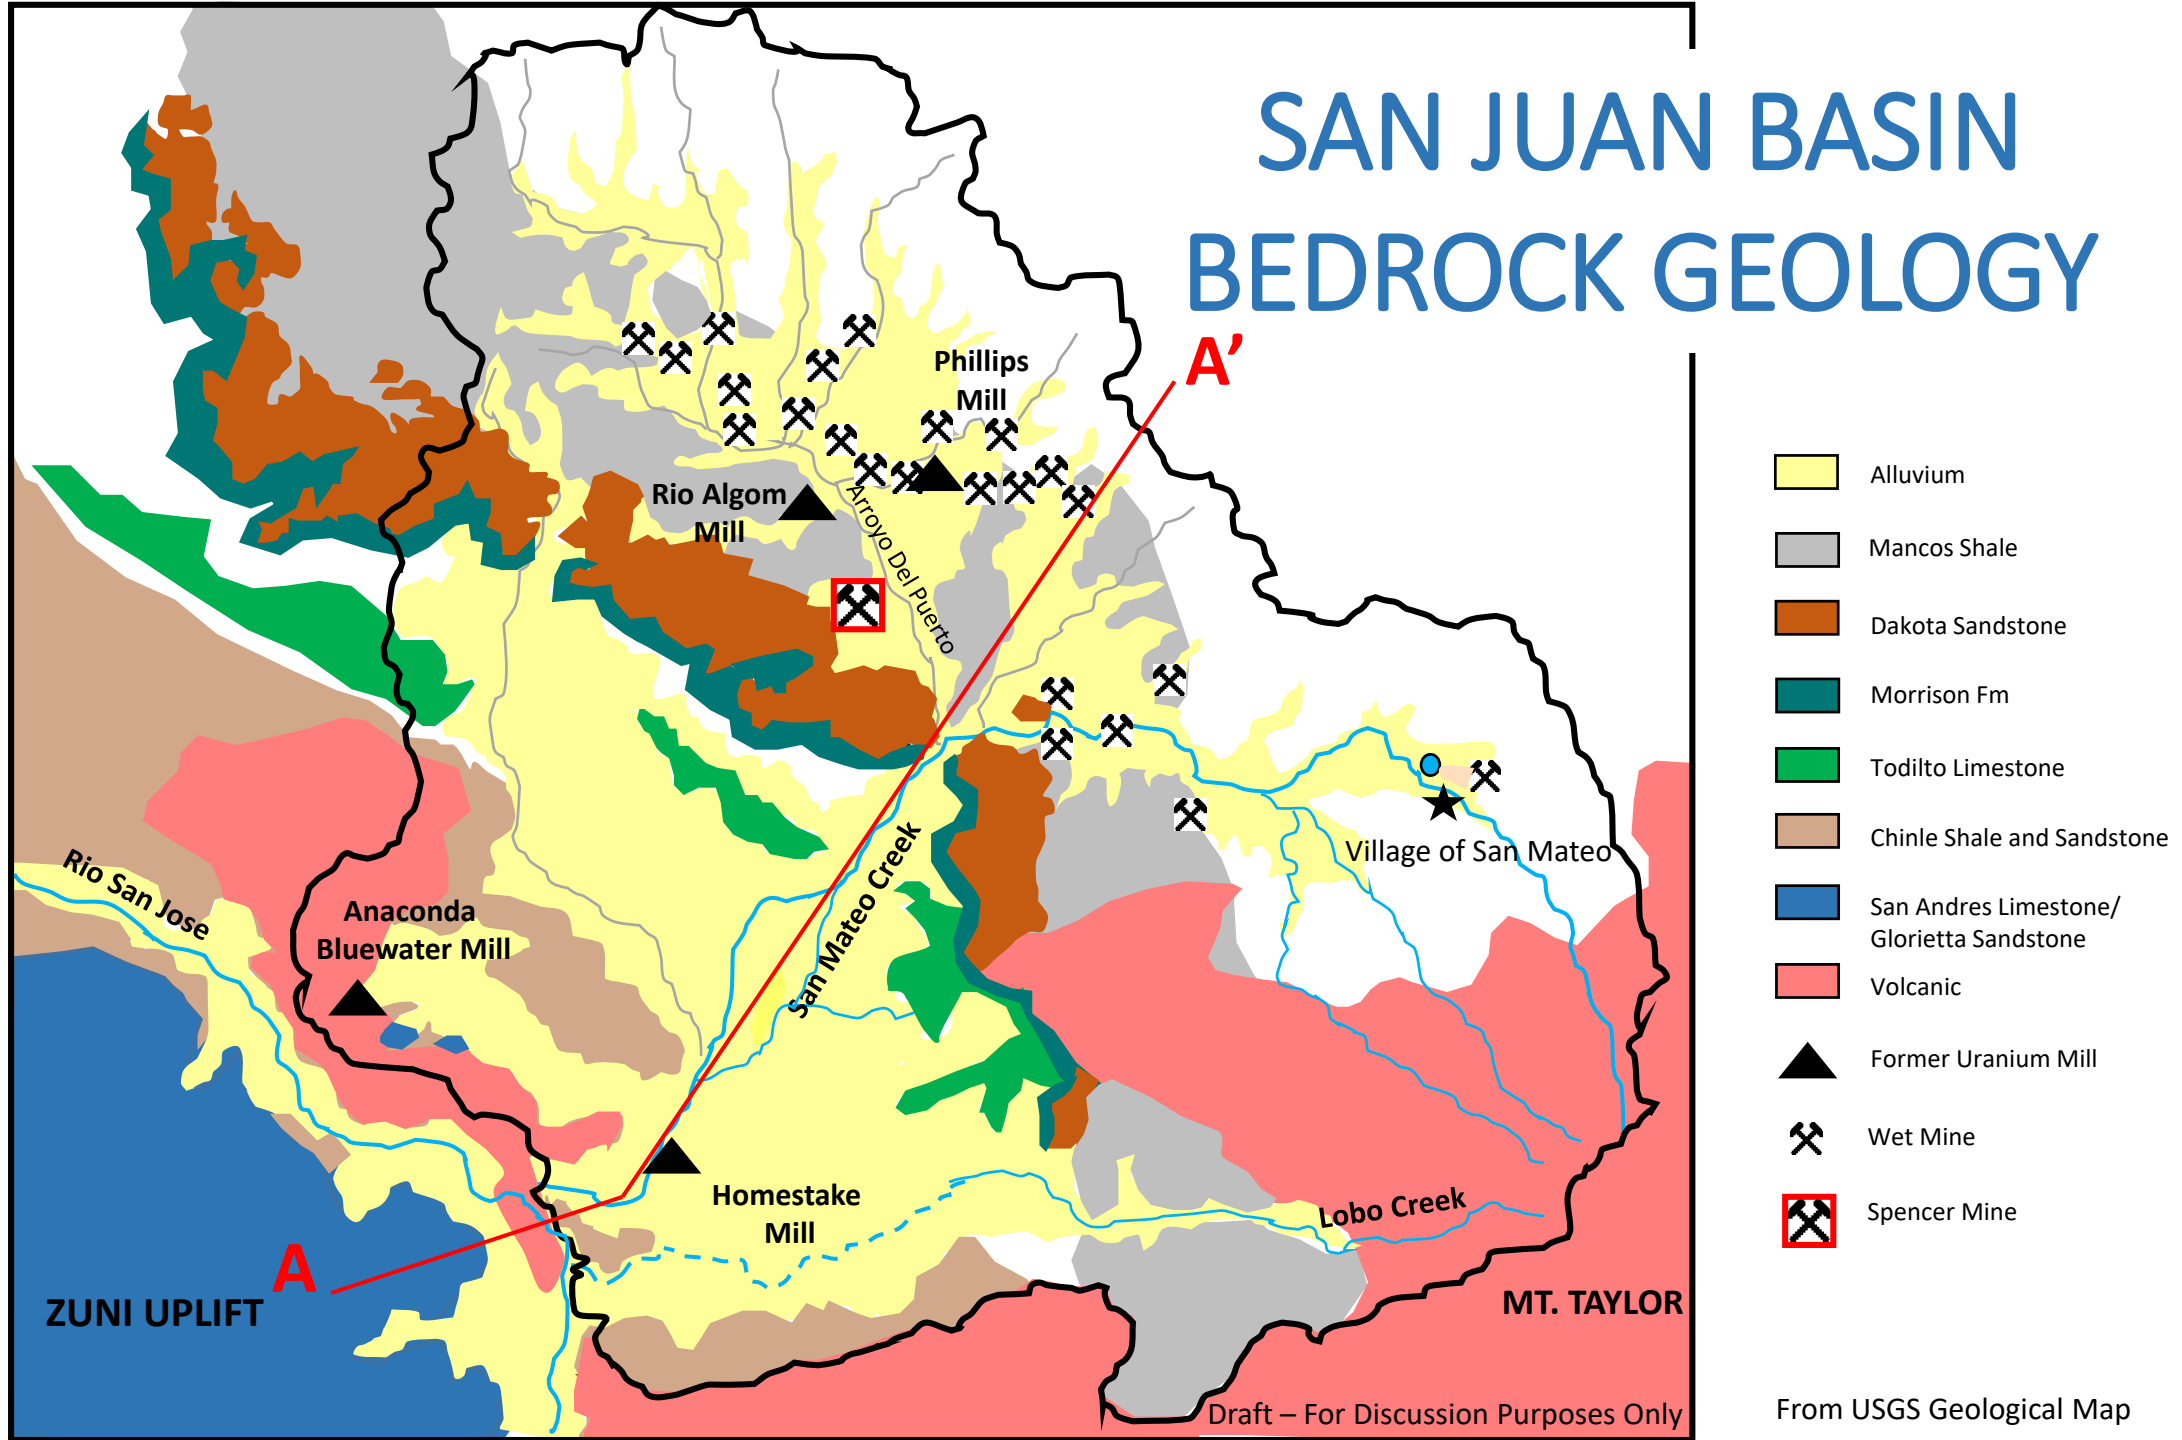 SAN JUAN BASIN
BEDROCK GEOLOGY
A’
Phillips
Mill
Rio Algom
Mill
Arroyo Del Puerto
Alluvium
Mancos Shale
Dakota Sandstone
Morrison Fm
Todilto Limestone
Chinle Shale and Sandstone
San Andres Limestone/
Glorietta Sandstone
Volcanic
Former Uranium Mill
Wet Mine
Spencer Mine
Village of San Mateo
Rio San Jose
Anaconda
Bluewater Mill
San Mateo Creek
Homestake
Mill
Lobo Creek
A
ZUNI UPLIFT
MT. TAYLOR
Draft – For Discussion Purposes Only
From USGS Geological Map